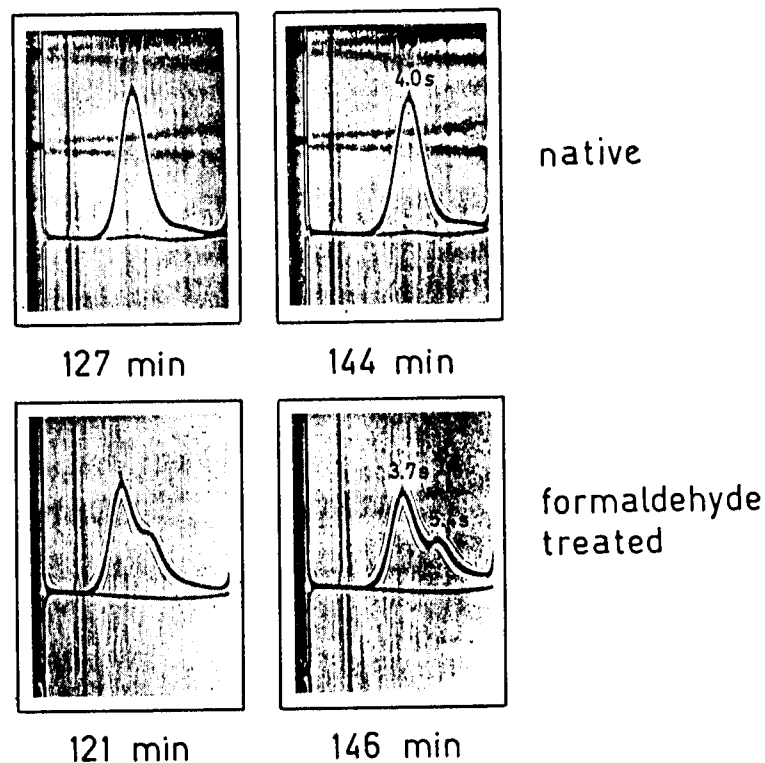 4.0s
native
127 min
144 min
3.7s
formaldehyde
treated
121 min
146 min